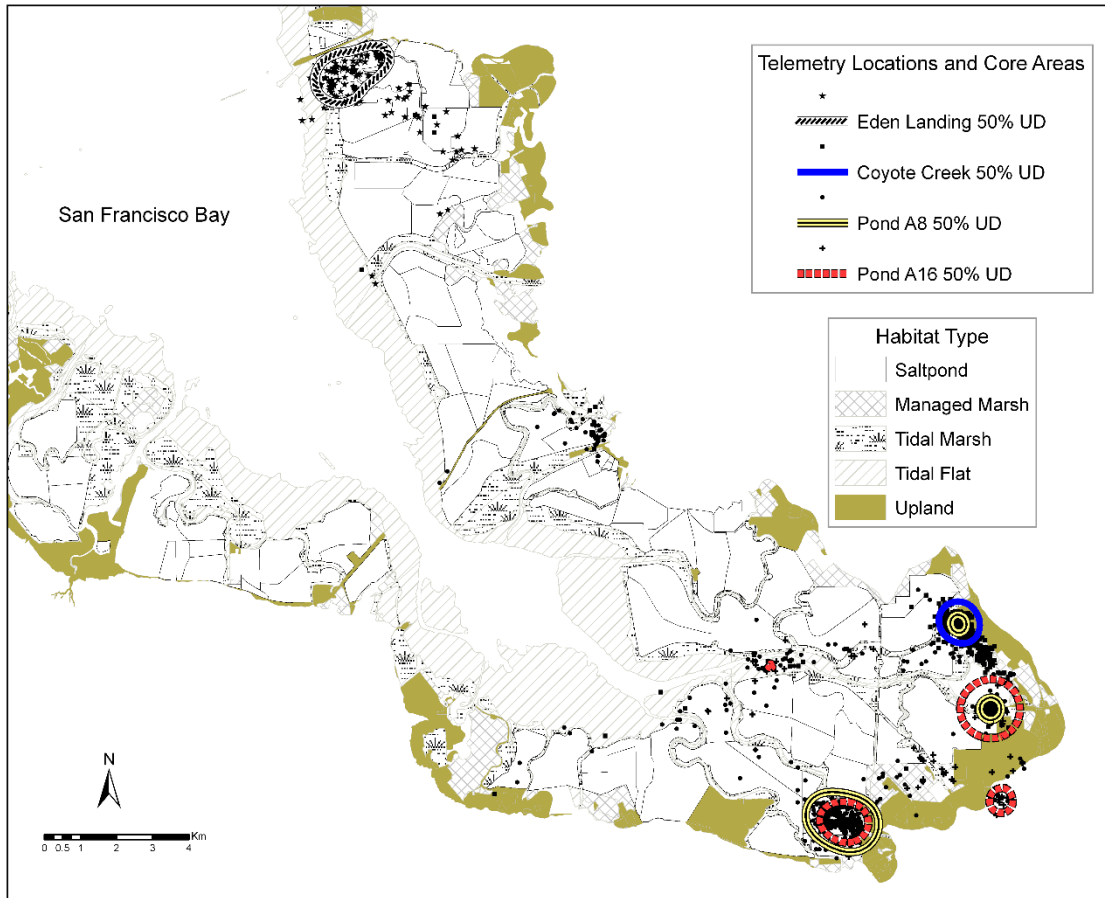 Telemetry Locations and Core Areas
Eden Landing 50% UD
Coyote Creek 50% UD
Pond A8 50% UD
Pond A16 50% UD
San Francisco Bay
Habitat Type
Saltpond
Managed Marsh
Tidal Marsh
Tidal Flat
Upland
N
Km
0 0.5 1 2 3 4